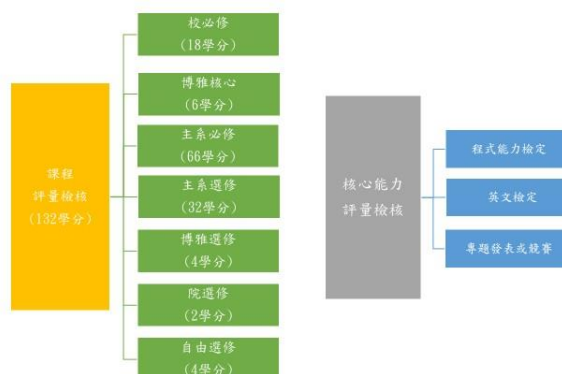 課程
評量檢核
(132學分)
校必修
(18學分)
博雅核心
(6學分)
主系必修
(66學分)
主系選修
(32學分)
博雅選修
(4學分)
院選修
(2學分)
自由選修
(4學分)
核心能力
評量檢核
程式能力檢定
英文檢定
專題發表或競賽